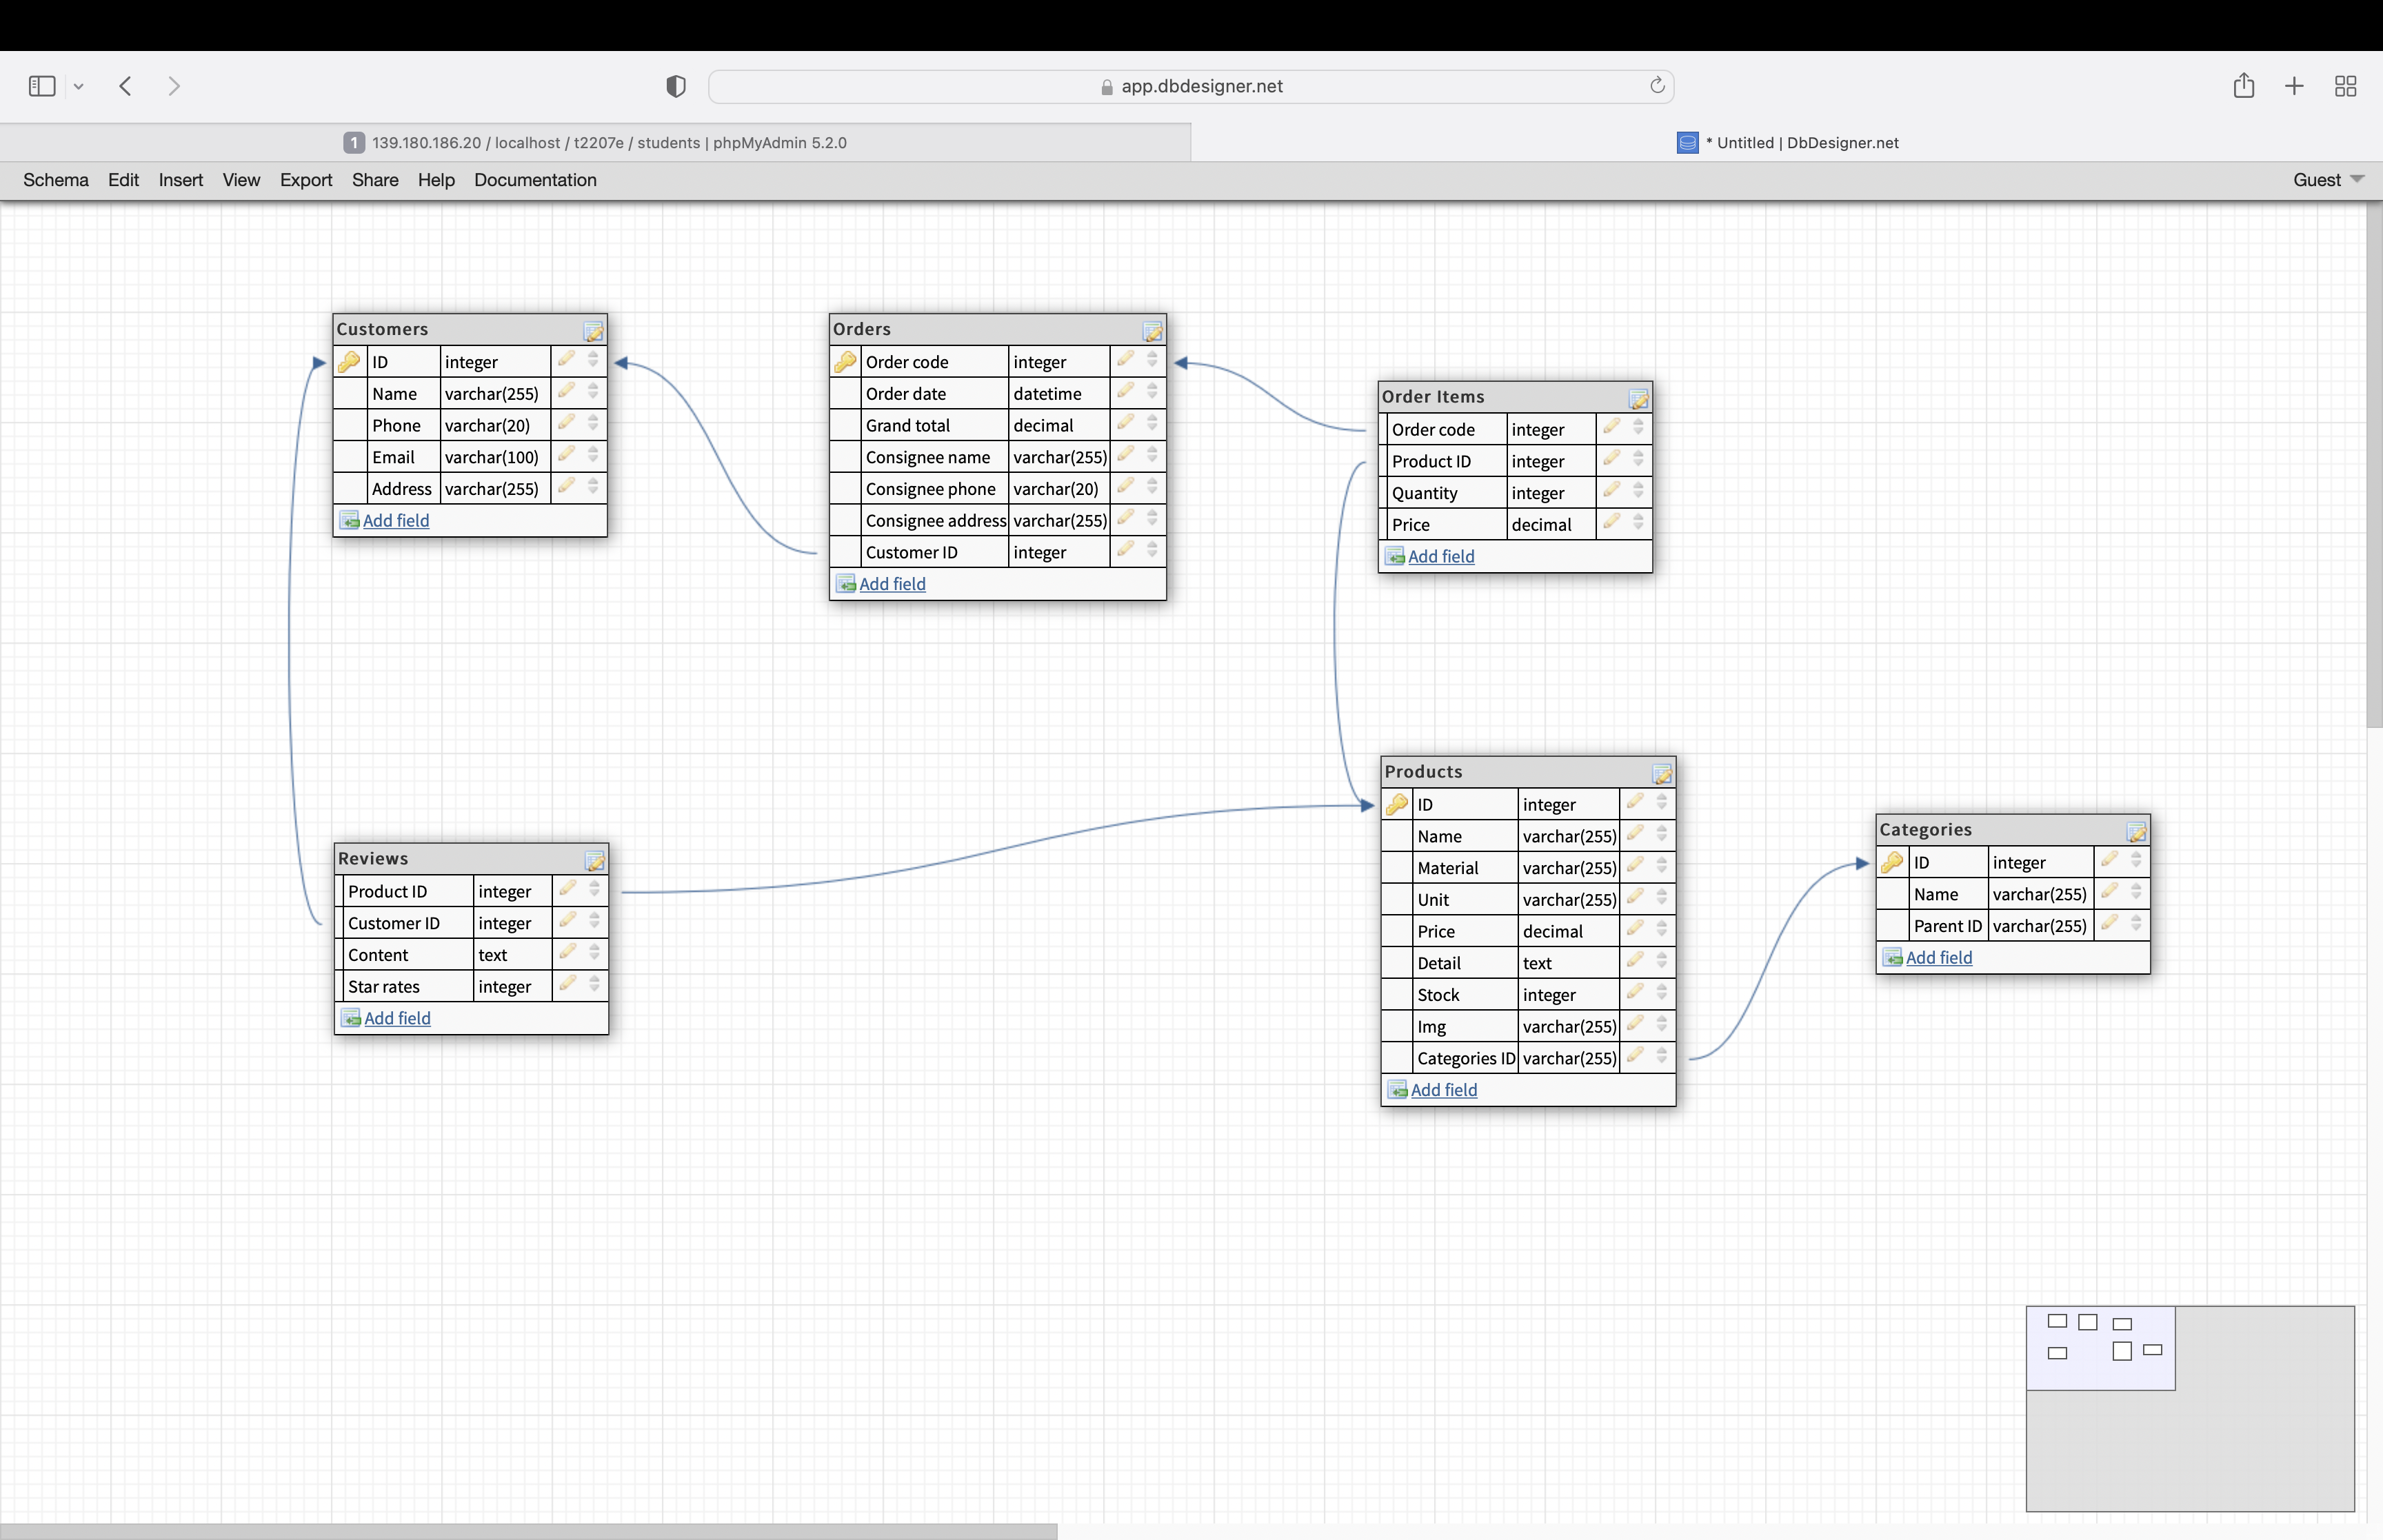 app.dbdesigner.net
1 139.180.186.20 / localhost / t2207e / students | phpMyAdmin 5.2.0
* Untitled | DbDesigner.net
Schema Edit Insert View Export Share Help Documentation
Guest
Customers
ID integer
Name varchar(255)
Phone varchar(20)
Email varchar(100)
Address varchar(255)
Add field
Orders
Order code integer
Order date datetime
Grand total decimal
Consignee name varchar(255)
Consignee phone varchar(20)
Consignee address varchar(255)
Customer ID integer
Add field
Order Items
Order code integer
Product ID integer
Quantity integer
Price decimal
Add field
Reviews
Product ID integer
Customer ID integer
Content text
Star rates integer
Add field
Products
ID integer
Name varchar(255)
Material varchar(255)
Unit varchar(255)
Price decimal
Detail text
Stock integer
Img varchar(255)
Categories ID varchar(255)
Add field
Categories
ID integer
Name varchar(255)
Parent ID varchar(255)
Add field